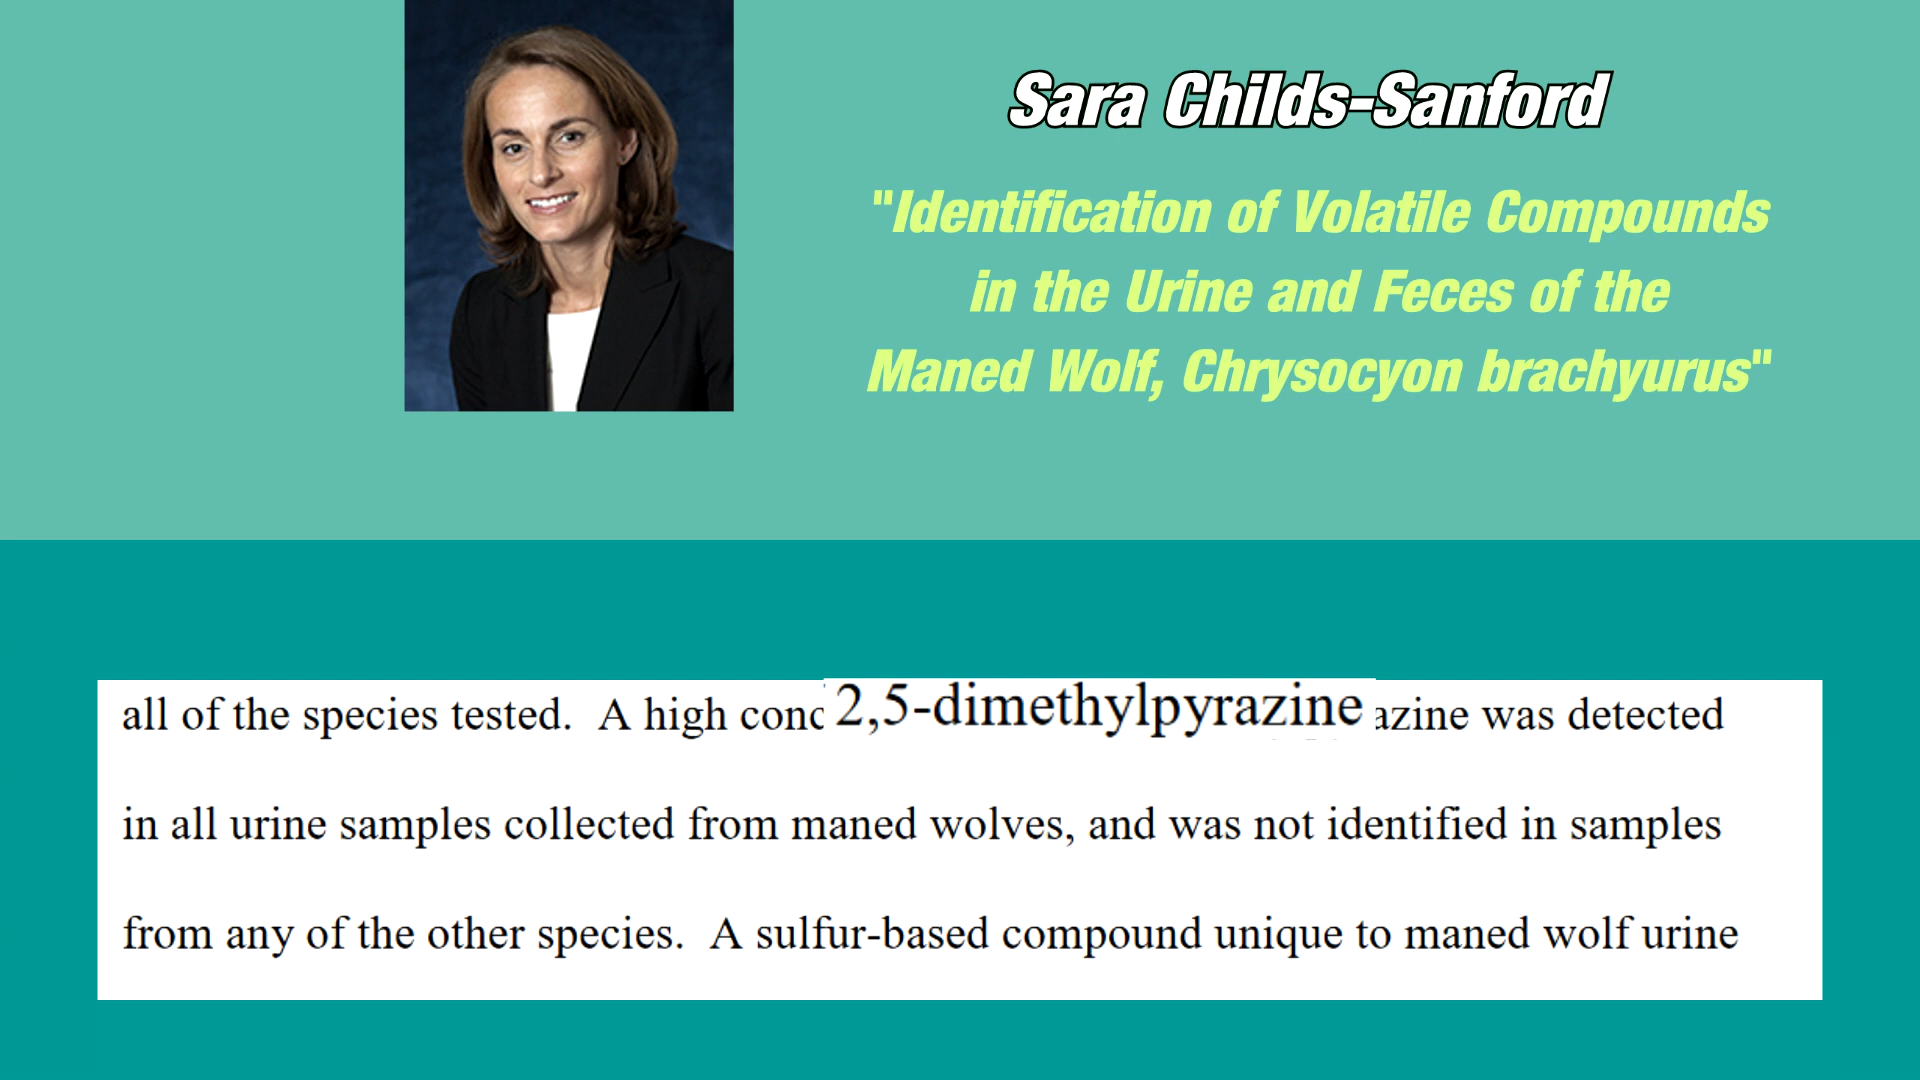 Sara Childs-Sanford
"Identification of Volatile Compounds
in the Urine and Feces of the
Maned Wolf, Chrysocyon brachyurus"
all of the species tested. A high conc 2,5-dimethylpyrazine azine was detected
in all urine samples collected from maned wolves, and was not identified in samples
from any of the other species. A sulfur-based compound unique to maned wolf urine